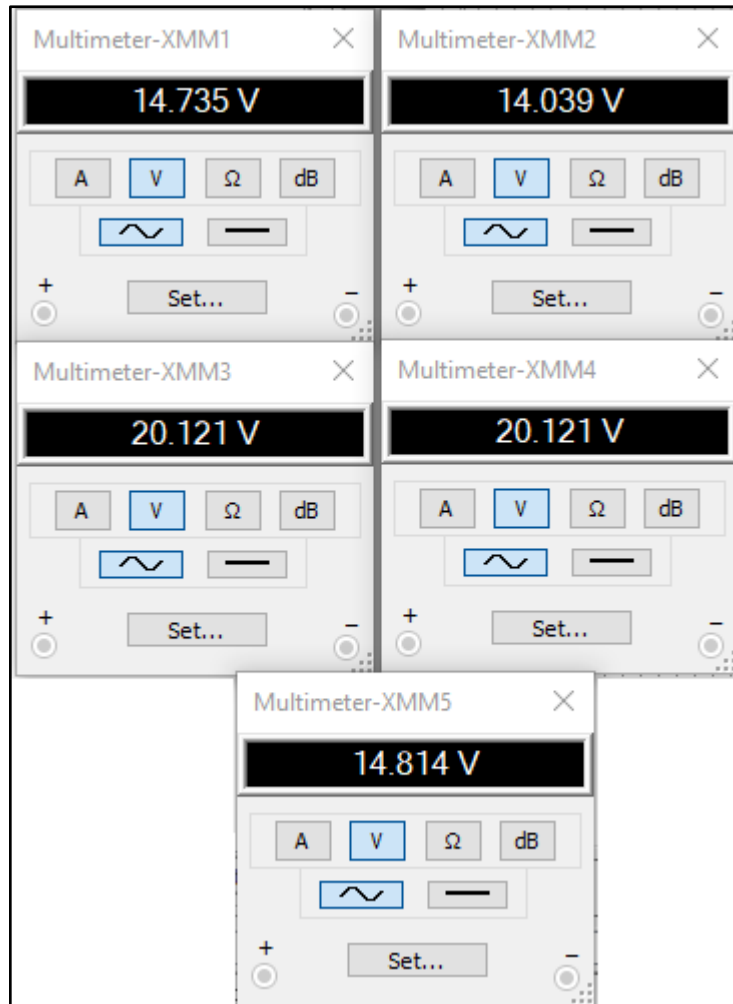 Multimeter-XMM1
14.735 V
A V Ω dB
+ –
Set...
Multimeter-XMM2
14.039 V
A V Ω dB
+ –
Set...
Multimeter-XMM3
20.121 V
A V Ω dB
+ –
Set...
Multimeter-XMM4
20.121 V
A V Ω dB
+ –
Set...
Multimeter-XMM5
14.814 V
A V Ω dB
+ –
Set...